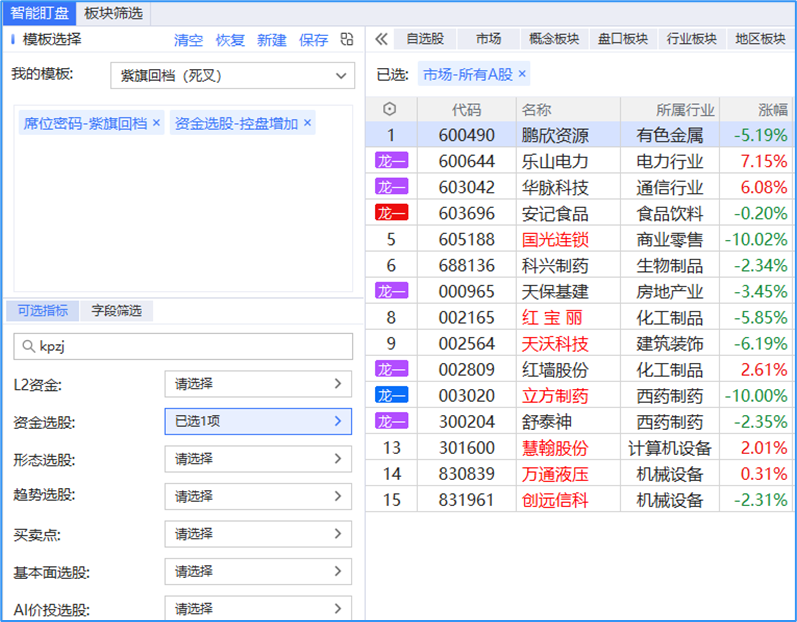 智能盯盘 板块筛选
模板选择 清空 恢复 新建 保存
我的模板: 紫旗回档（死叉）
席位密码-紫旗回档 × 资金选股-控盘增加 ×
可选指标 字段筛选
kpzj
L2资金: 请选择
资金选股: 已选1项
形态选股: 请选择
趋势选股: 请选择
买卖点: 请选择
基本面选股: 请选择
AI价投选股: 请选择
自选股 市场 概念板块 盘口板块 行业板块 地区板块
已选: 市场-所有A股 ×
代码 名称 所属行业 涨幅
1 600490 鹏欣资源 有色金属 -5.19%
龙一 600644 乐山电力 电力行业 7.15%
龙一 603042 华脉科技 通信行业 6.08%
龙一 603696 安记食品 食品饮料 -0.20%
5 605188 国光连锁 商业零售 -10.02%
6 688136 科兴制药 生物制品 -2.34%
龙一 000965 天保基建 房地产业 -3.45%
8 002165 红 宝 丽 化工制品 -5.85%
9 002564 天沃科技 建筑装饰 -6.19%
龙一 002809 红墙股份 化工制品 2.61%
龙一 003020 立方制药 西药制药 -10.00%
龙一 300204 舒泰神 西药制药 -2.35%
13 301600 慧翰股份 计算机设备 2.01%
14 830839 万通液压 机械设备 0.31%
15 831961 创远信科 机械设备 -2.31%